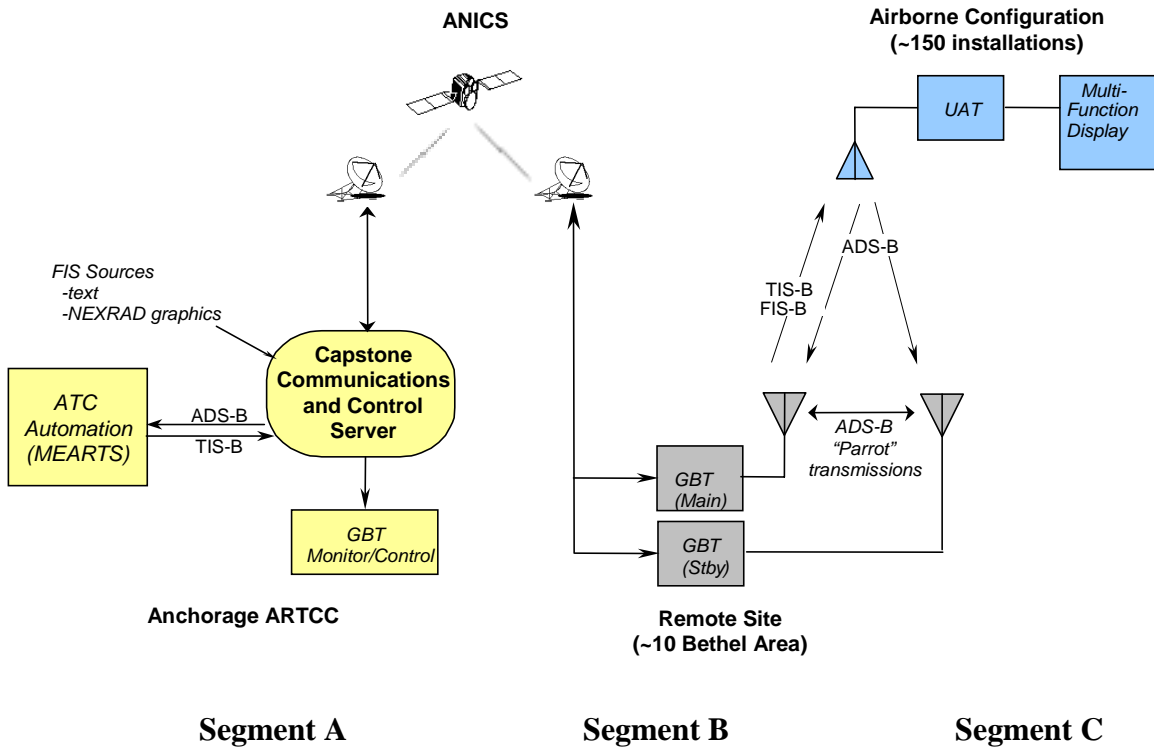 ANICS
Airborne Configuration
(~150 installations)
UAT
Multi-
Function
Display
ADS-B
TIS-B
FIS-B
FIS Sources
-text
-NEXRAD graphics
Capstone
Communications
and Control
Server
ATC
Automation
(MEARTS)
ADS-B
TIS-B
GBT
Monitor/Control
Anchorage ARTCC
ADS-B
“Parrot”
transmissions
GBT
(Main)
GBT
(Stby)
Remote Site
(~10 Bethel Area)
Segment A
Segment B
Segment C